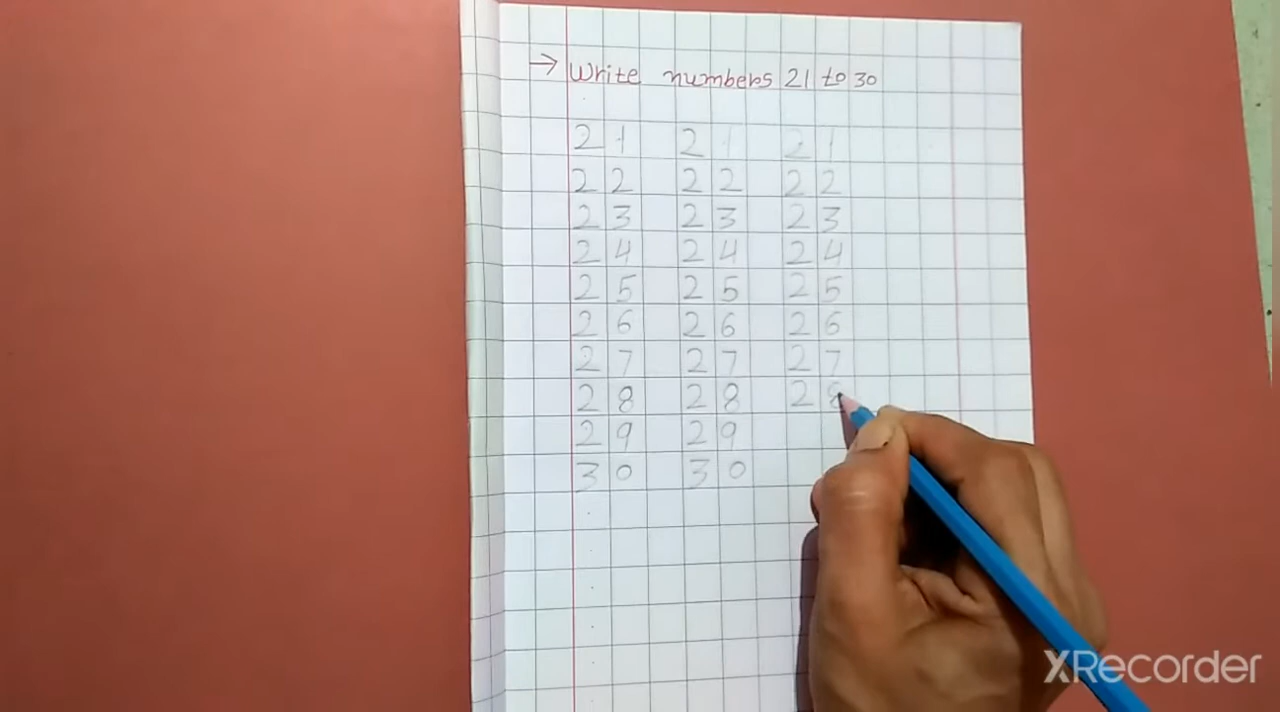 → Write numbers 21 to 30
21 21 21
22 22 22
23 23 23
24 24 24
25 25 25
26 26 26
27 27 27
28 28 28
29 29
30 30
XRecorder